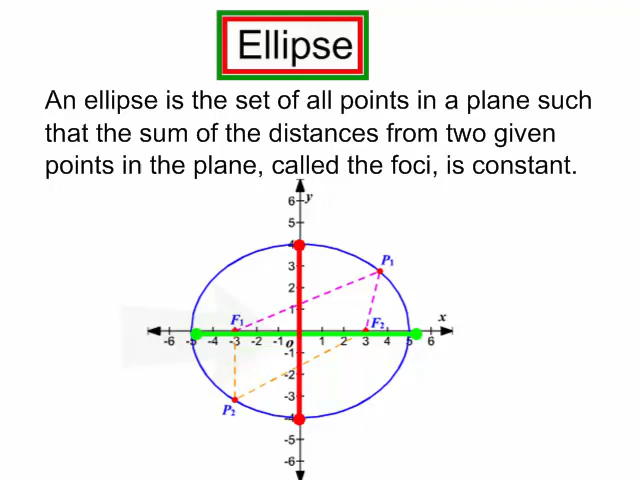 Ellipse
An ellipse is the set of all points in a plane such
that the sum of the distances from two given
points in the plane, called the foci, is constant.
y
6
5
4
3
2
1
P1
F1
F2
x
-6 -5 -4 -3 -2 -1 o 1 2 3 4 5 6
-1
-2
-3
-4
-5
-6
P2